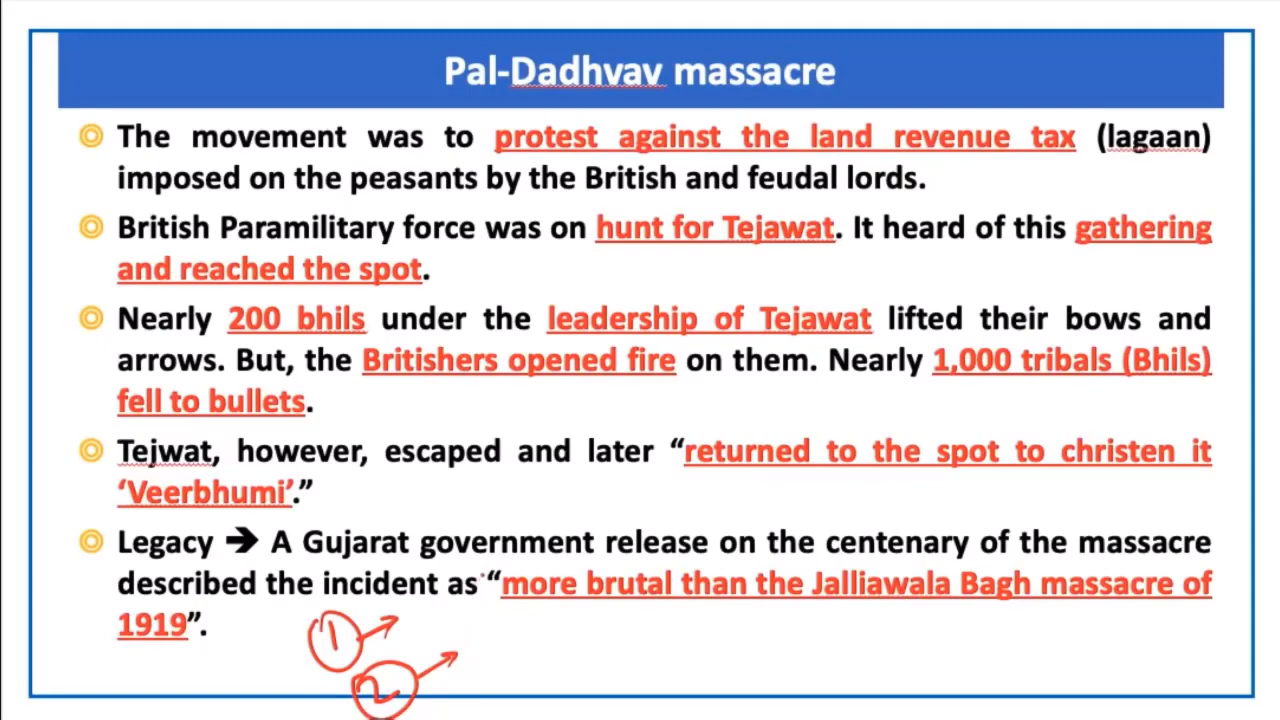 Pal-Dadhvav massacre
The movement was to protest against the land revenue tax (lagaan)
imposed on the peasants by the British and feudal lords.
British Paramilitary force was on hunt for Tejawat. It heard of this gathering
and reached the spot.
Nearly 200 bhils under the leadership of Tejawat lifted their bows and
arrows. But, the Britishers opened fire on them. Nearly 1,000 tribals (Bhils)
fell to bullets.
Tejwat, however, escaped and later “returned to the spot to christen it
‘Veerbhumi’.”
Legacy ➔ A Gujarat government release on the centenary of the massacre
described the incident as “more brutal than the Jalliawala Bagh massacre of
1919”.
1
2